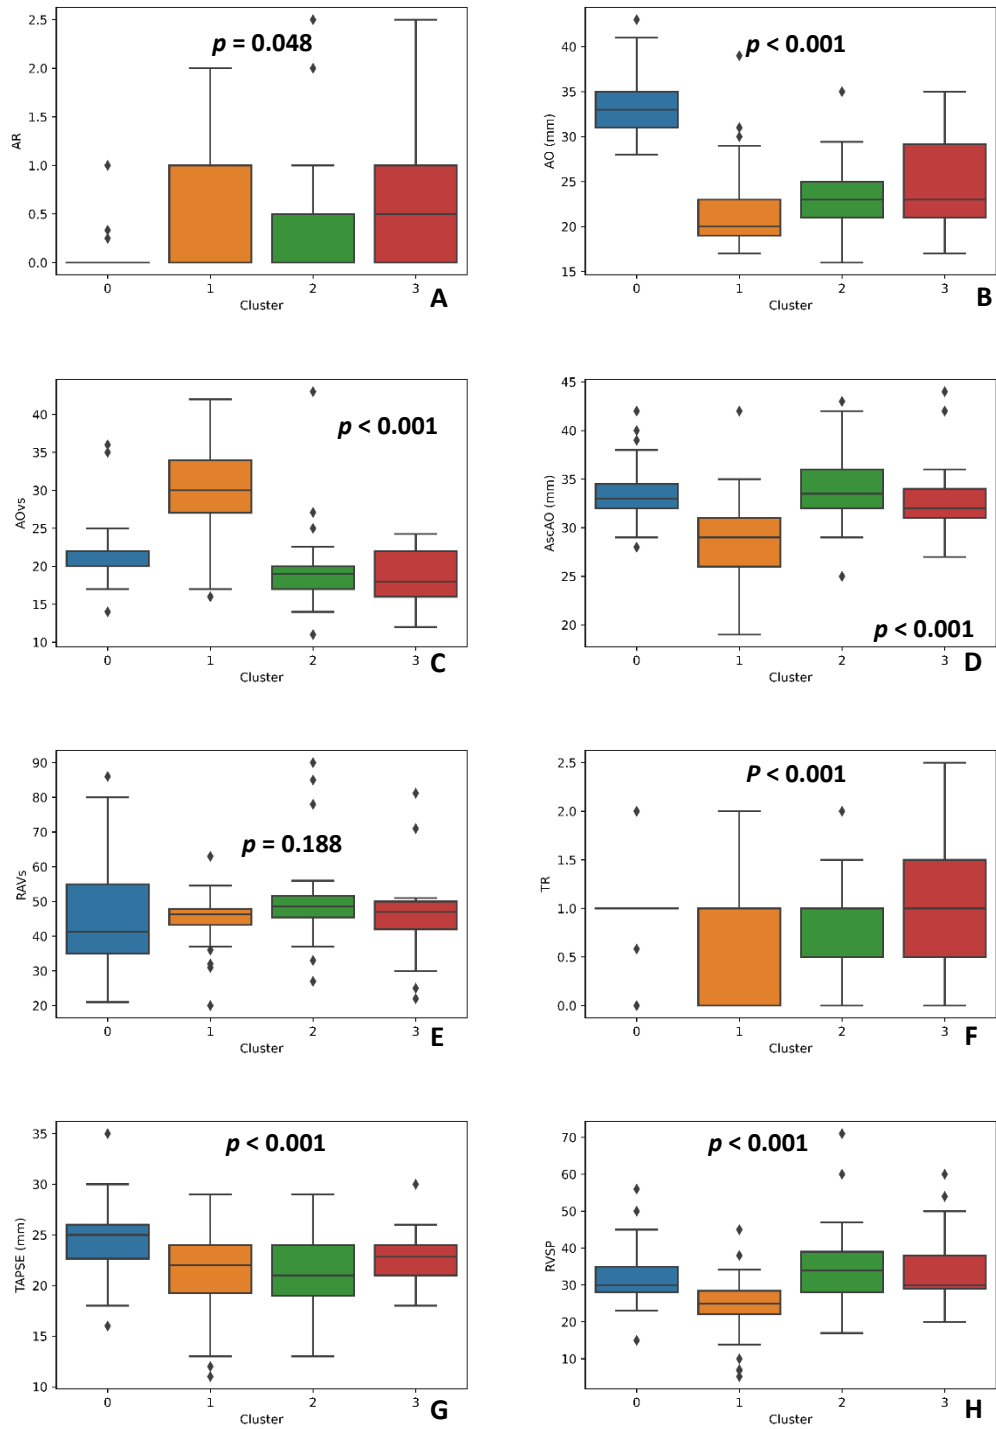 2.5
2.0
1.5
1.0
0.5
0.0
AR
p = 0.048
0 1 2 3
Cluster
A
40
35
30
25
20
15
AO (mm)
p < 0.001
0 1 2 3
Cluster
B
40
35
30
25
20
15
10
AOvs
p < 0.001
0 1 2 3
Cluster
C
45
40
35
30
25
20
AscAO (mm)
p < 0.001
0 1 2 3
Cluster
D
90
80
70
60
50
40
30
20
RAVs
p = 0.188
0 1 2 3
Cluster
E
2.5
2.0
1.5
1.0
0.5
0.0
TR
P < 0.001
0 1 2 3
Cluster
F
35
30
25
20
15
10
TAPSE (mm)
p < 0.001
0 1 2 3
Cluster
G
70
60
50
40
30
20
10
RVSP
p < 0.001
0 1 2 3
Cluster
H